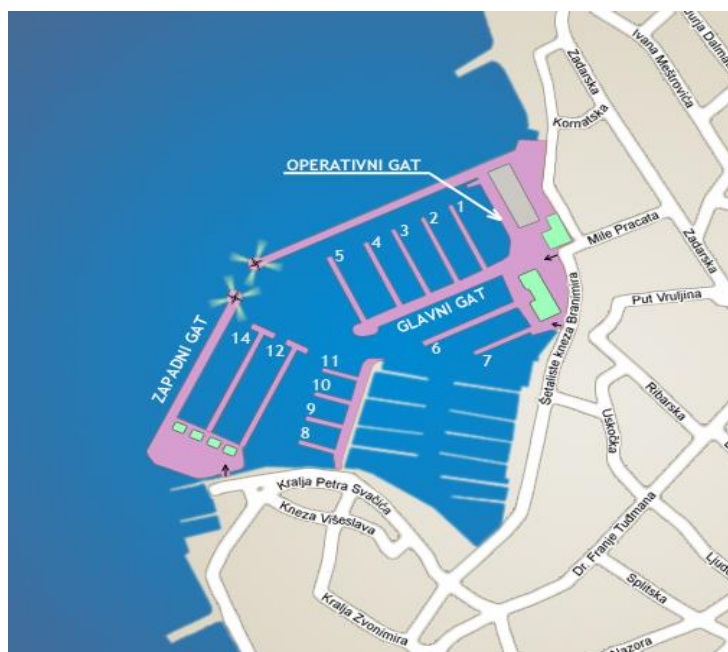 Ivana Meštrovića
Zadarska
Kornatska
OPERATIVNI GAT
1
2
3
4
5
Mile Pracata
Zadarska
GLAVNI GAT
Put Vruljina
Šetaliste kneza Branimira
ZAPADNI GAT
14
12
6
7
11
10
9
8
Ribarska
Uskočka
Kralja Petra Svačića
Kneza Višeslava
Dr. Franje Tuđmana
Splitska
Kralja Zvonimira
Nazora